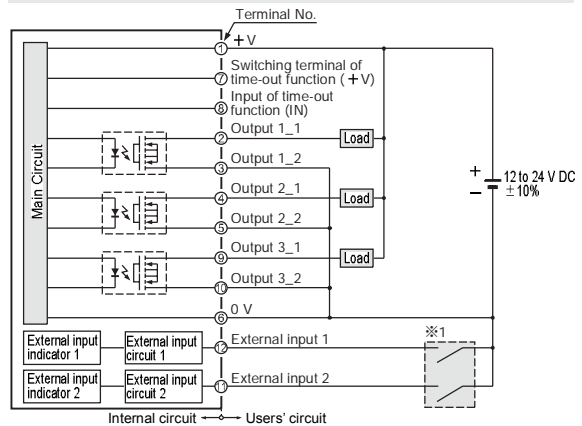 Terminal No.
① +V
⑦ Switching terminal of
time-out function (+V)
⑧ Input of time-out
function (IN)
② Output 1_1
Load
③ Output 1_2
④ Output 2_1
Load
⑤ Output 2_2
⑨ Output 3_1
Load
⑩ Output 3_2
⑥ 0 V
Main Circuit
+
−
12 to 24 V DC
±10%
※1
External input
indicator 1
External input
circuit 1
⑫ External input 1
External input
indicator 2
External input
circuit 2
⑪ External input 2
Internal circuit
Users' circuit